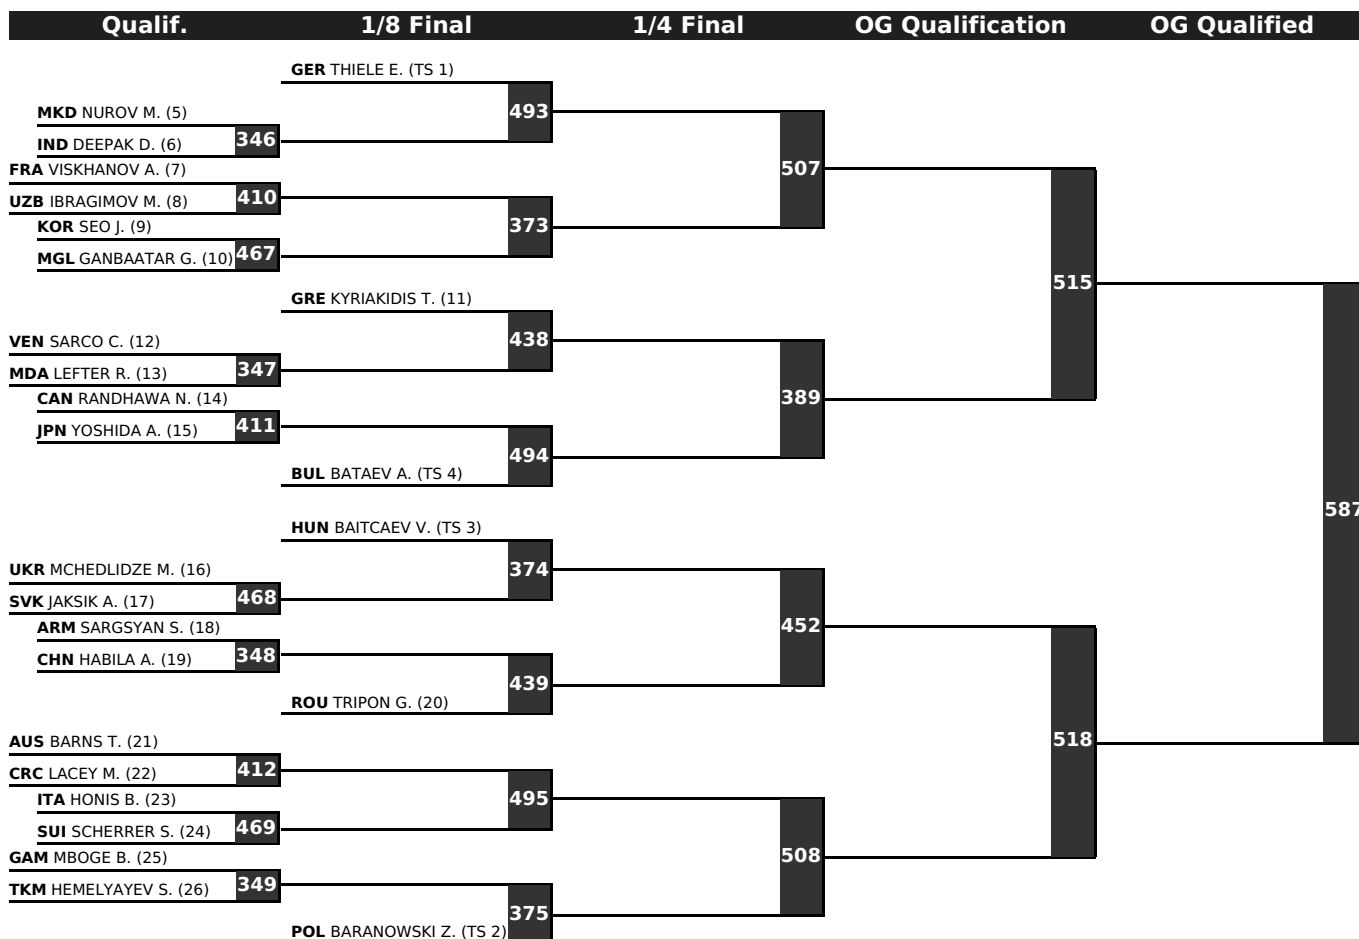 Qualif. 1/8 Final 1/4 Final OG Qualification OG Qualified
GER THIELE E. (TS 1)
493
MKD NUROV M. (5)
346
IND DEEPAK D. (6)
507
FRA VISKHANOV A. (7)
410
UZB IBRAGIMOV M. (8)
373
KOR SEO J. (9)
467
MGL GANBAATAR G. (10)
515
GRE KYRIAKIDIS T. (11)
438
VEN SARCO C. (12)
347
MDA LEFTER R. (13)
389
CAN RANDHAWA N. (14)
411
JPN YOSHIDA A. (15)
494
BUL BATAEV A. (TS 4)
587
HUN BAITCAEV V. (TS 3)
374
UKR MCHEDLIDZE M. (16)
468
SVK JAKSIK A. (17)
452
ARM SARGSYAN S. (18)
348
CHN HABILA A. (19)
439
ROU TRIPON G. (20)
518
AUS BARNS T. (21)
412
CRC LACEY M. (22)
495
ITA HONIS B. (23)
469
SUI SCHERRER S. (24)
508
GAM MBOGE B. (25)
349
TKM HEMELYAYEV S. (26)
375
POL BARANOWSKI Z. (TS 2)